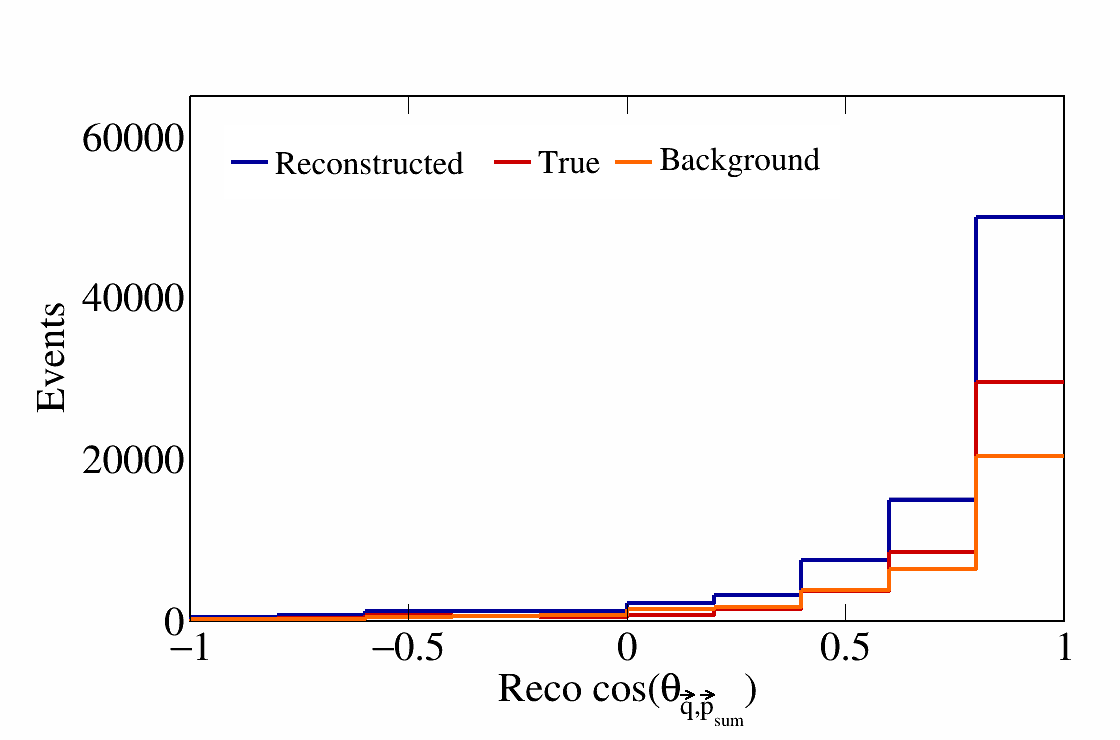 60000
Reconstructed True Background
40000
Events
20000
0
−1 −0.5 0 0.5 1
Reco cos(θq⃗,p⃗sum)